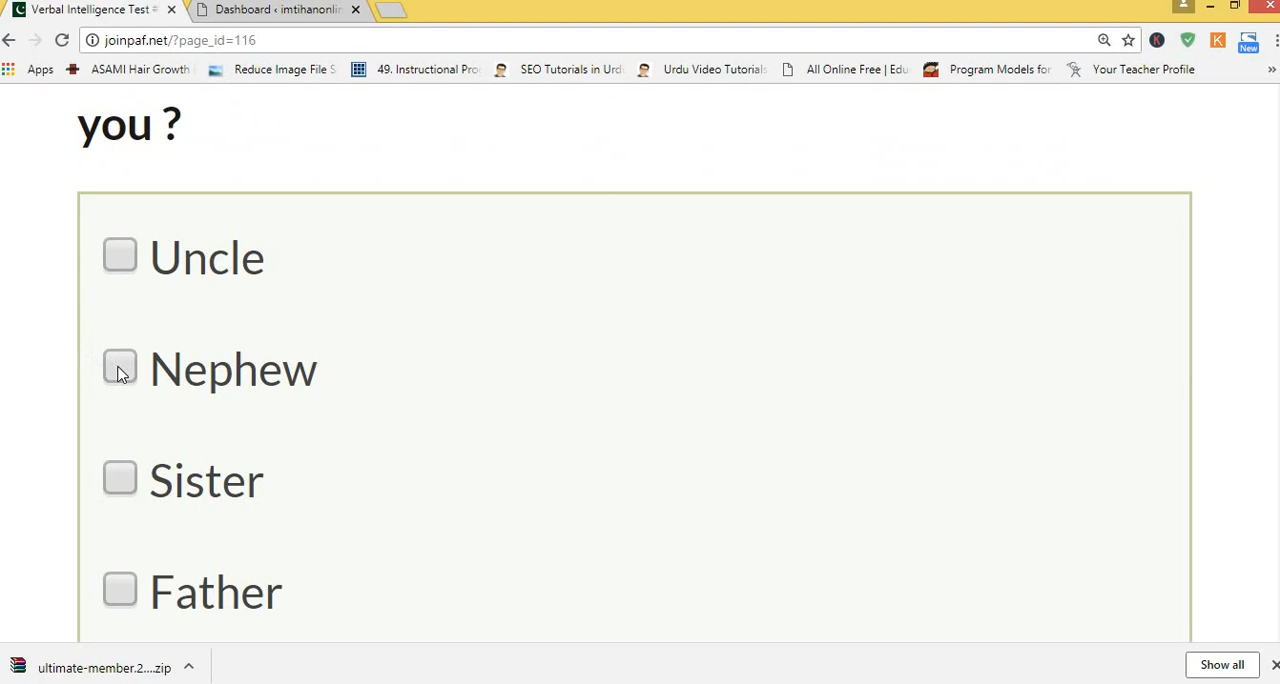 Verbal Intelligence Test
Dashboard ‹ imtihanonlin
joinpaf.net/?page_id=116
Apps ASAMI Hair Growth Reduce Image File S 49. Instructional Pro SEO Tutorials in Urd Urdu Video Tutorials All Online Free | Edu Program Models for Your Teacher Profile »
K
K
New
you ?
Uncle
Nephew
Sister
Father
ultimate-member.2....zip
Show all